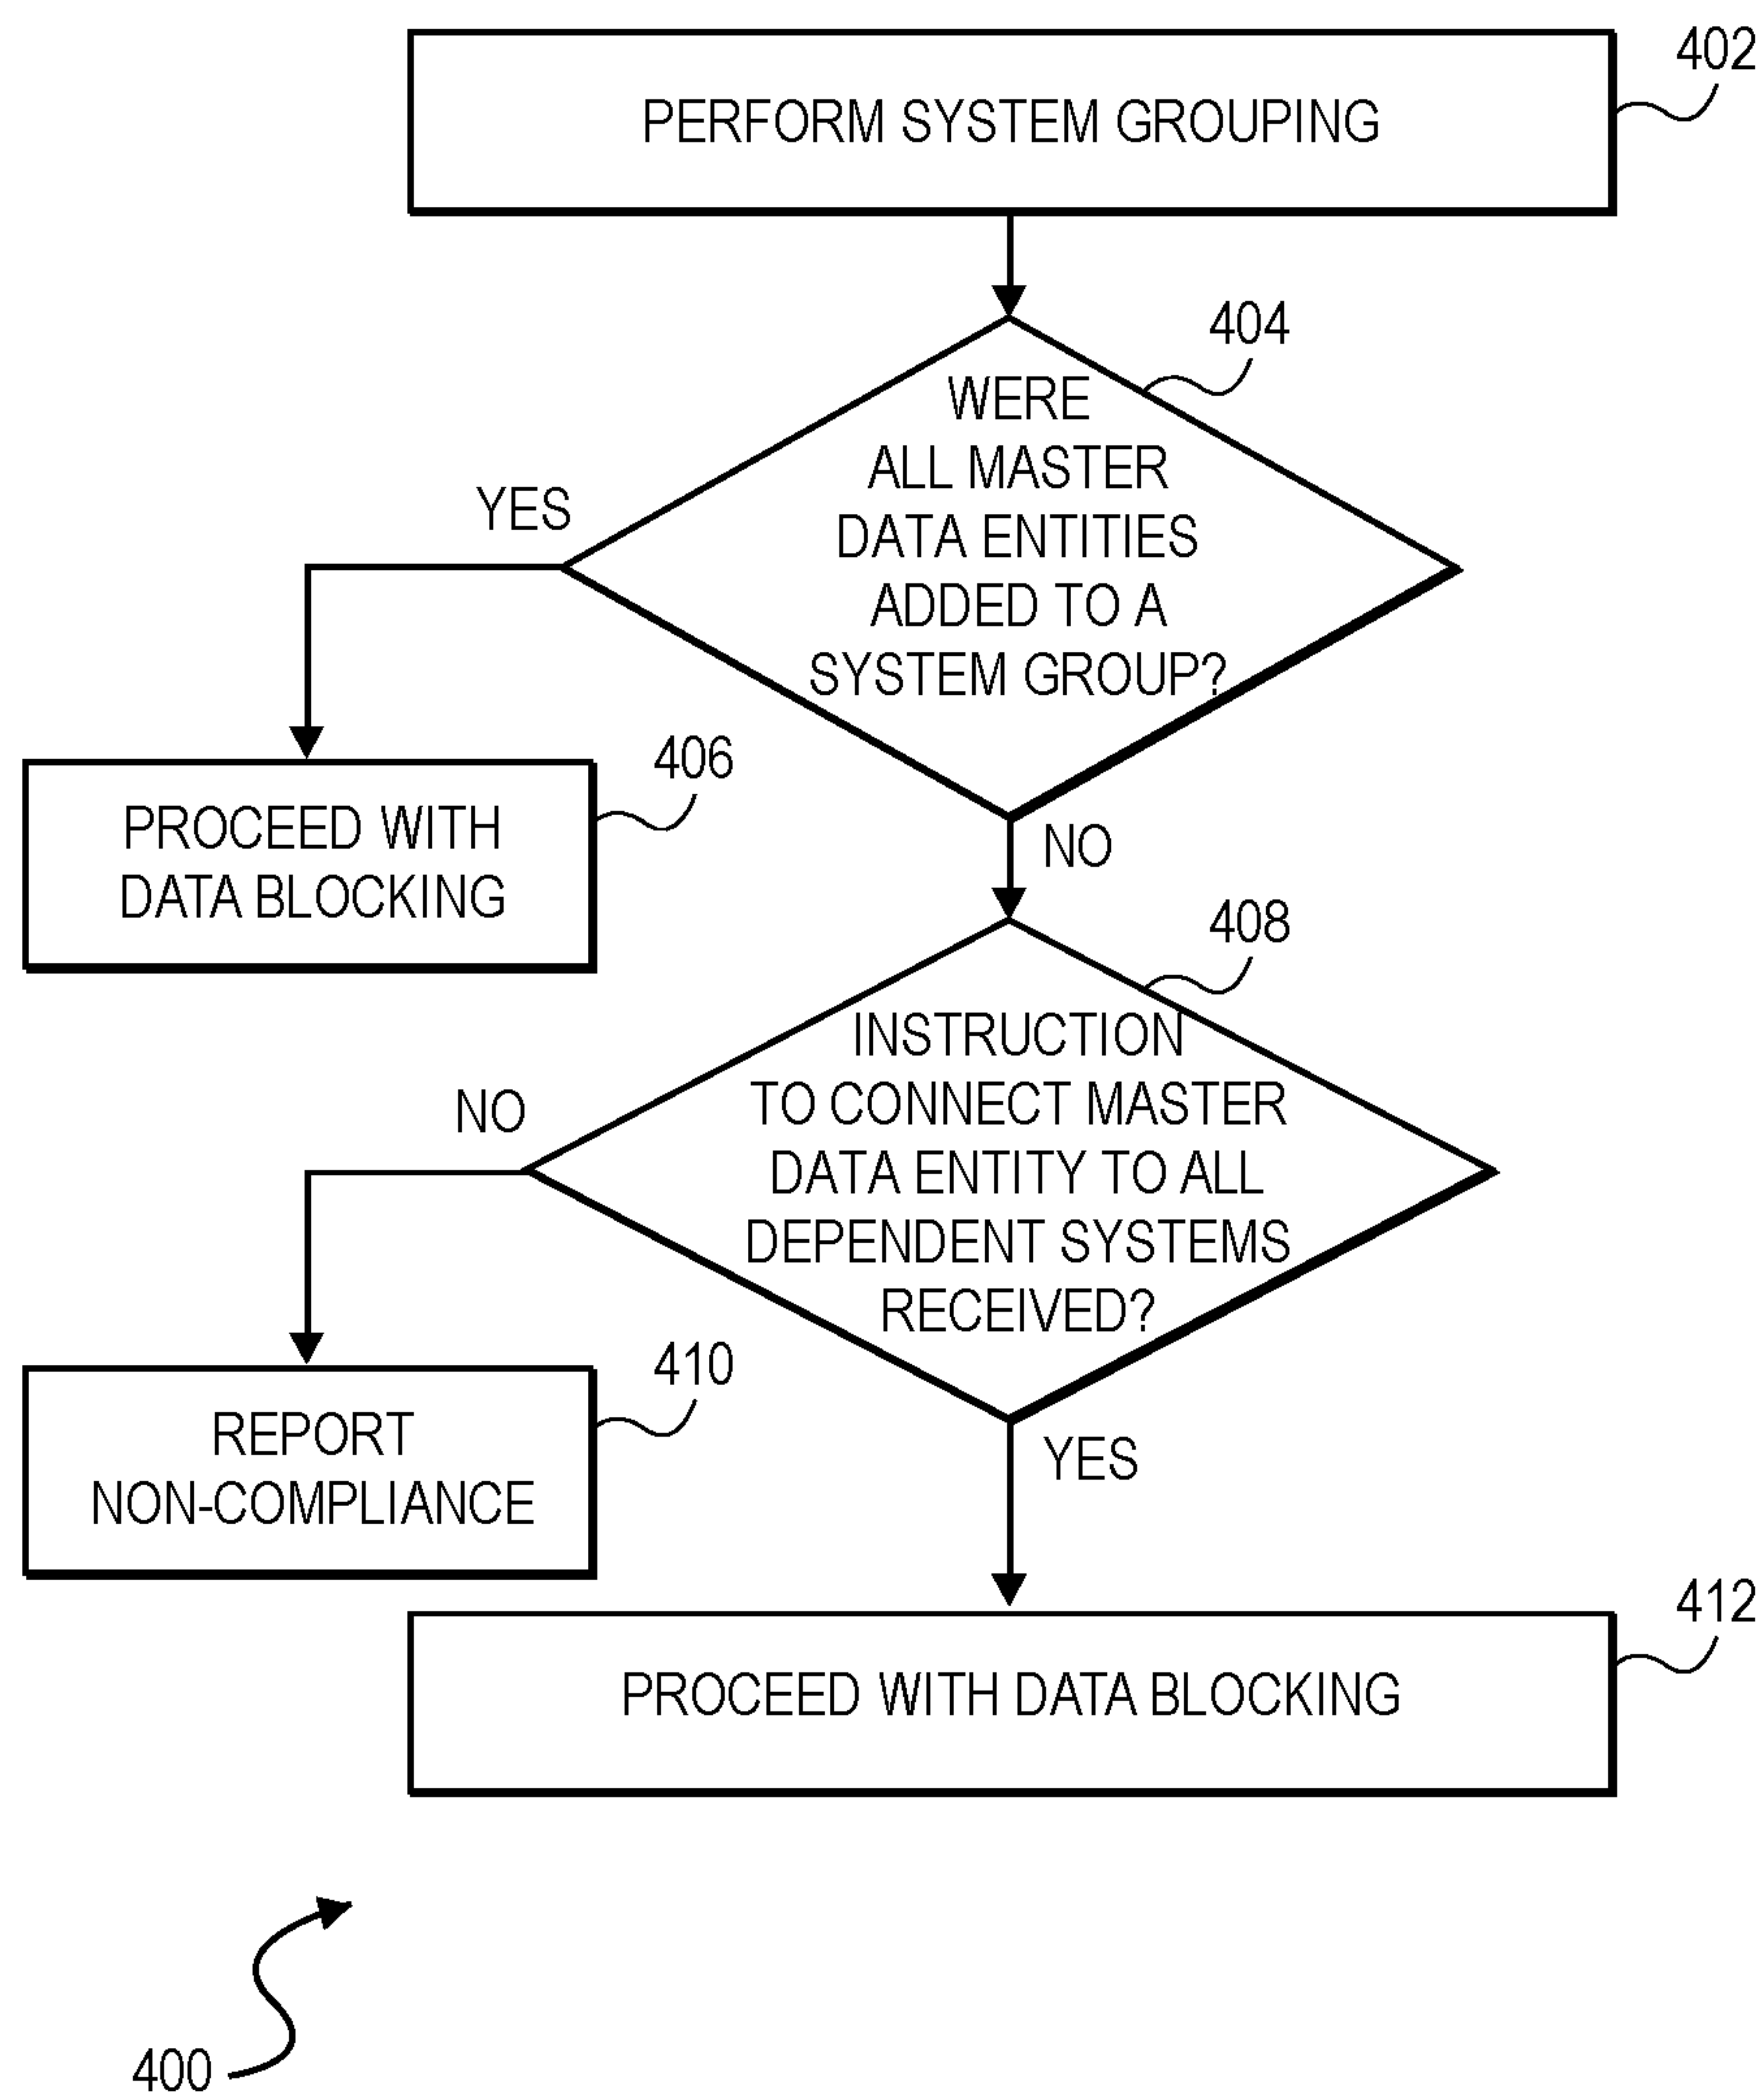 402
PERFORM SYSTEM GROUPING
404
WERE
ALL MASTER
DATA ENTITIES
ADDED TO A
SYSTEM GROUP?
YES
406
PROCEED WITH
DATA BLOCKING
NO
408
INSTRUCTION
TO CONNECT MASTER
DATA ENTITY TO ALL
DEPENDENT SYSTEMS
RECEIVED?
NO
410
REPORT
NON-COMPLIANCE
YES
412
PROCEED WITH DATA BLOCKING
400